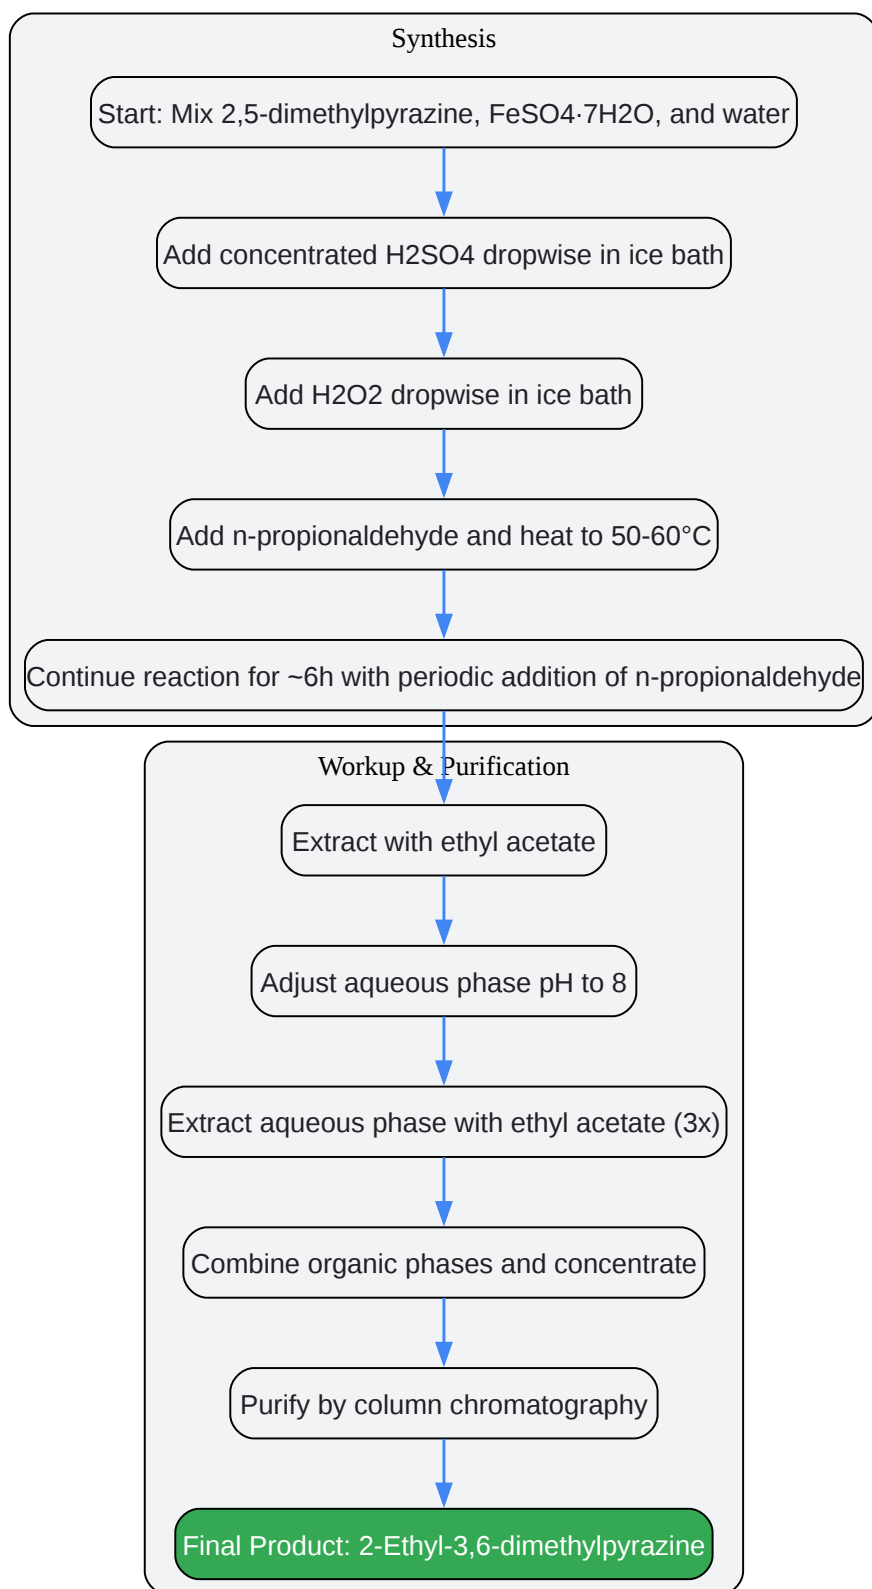 Synthesis
Start: Mix 2,5-dimethylpyrazine, FeSO4·7H2O, and water
Add concentrated H2SO4 dropwise in ice bath
Add H2O2 dropwise in ice bath
Add n-propionaldehyde and heat to 50-60°C
Continue reaction for ~6h with periodic addition of n-propionaldehyde
Workup & Purification
Extract with ethyl acetate
Adjust aqueous phase pH to 8
Extract aqueous phase with ethyl acetate (3x)
Combine organic phases and concentrate
Purify by column chromatography
Final Product: 2-Ethyl-3,6-dimethylpyrazine